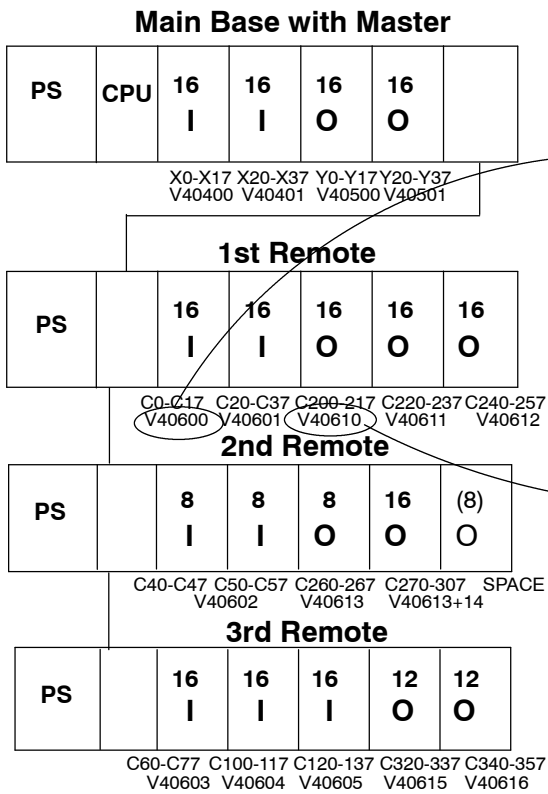 Main Base with Master
PS CPU 16 16 16 16
I I O O
X0-X17 X20-X37 Y0-Y17 Y20-Y37
V40400 V40401 V40500 V40501
1st Remote
PS 16 16 16 16 16
I I O O O
C0-C17 C20-C37 C200-217 C220-237 C240-257
V40600 V40601 V40610 V40611 V40612
2nd Remote
PS 8 8 8 16 (8)
I I O O O
C40-C47 C50-C57 C260-267 C270-307 SPACE
V40602 V40613 V40613+14
3rd Remote
PS 16 16 16 12 12
I I I O O
C60-C77 C100-117 C120-137 C320-337 C340-357
V40603 V40604 V40605 V40615 V40616